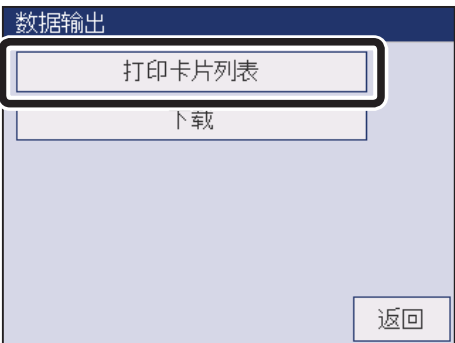 数据输出
打印卡片列表
下载
返回